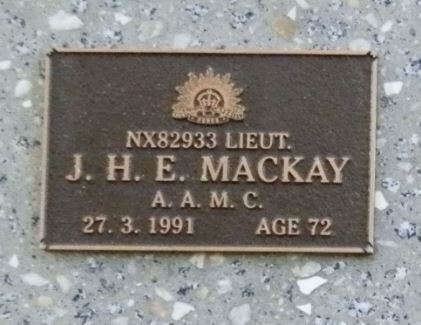 NX82933 LIEUT.
J. H. E. MACKAY
A. A. M. C.
27. 3. 1991 AGE 72